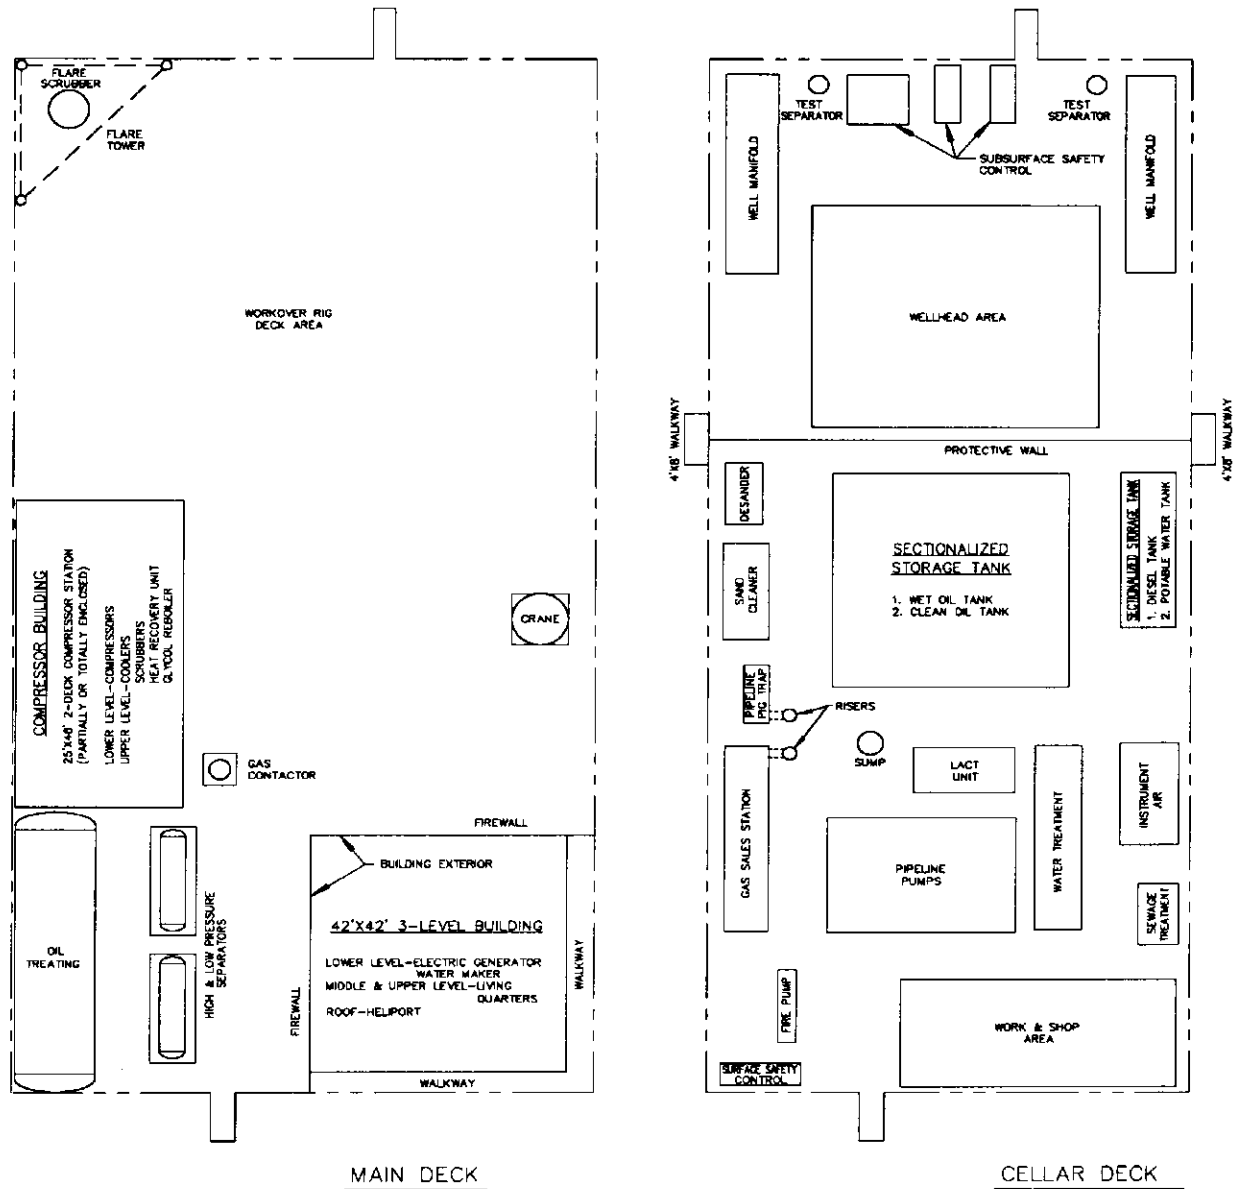 FLARE
SCRUBBER
FLARE
TOWER
WORKOVER RIG
DECK AREA
COMPRESSOR BUILDING
25'X46' 2-DECK COMPRESSOR STATION
(PARTIALLY OR TOTALLY ENCLOSED)
LOWER LEVEL-COMPRESSORS
UPPER LEVEL-COOLERS
SCRUBBERS
HEAT RECOVERY UNIT
GLYCOL REBOILER
CRANE
GAS
CONTACTOR
FIREWALL
BUILDING EXTERIOR
OIL
TREATING
HIGH & LOW PRESSURE
SEPARATORS
FIREWALL
42'X42' 3-LEVEL BUILDING
LOWER LEVEL-ELECTRIC GENERATOR
WATER MAKER
MIDDLE & UPPER LEVEL-LIVING
QUARTERS
ROOF-HELIPORT
WALKWAY
WALKWAY
MAIN DECK
WELL MANIFOLD
TEST
SEPARATOR
TEST
SEPARATOR
SUBSURFACE SAFETY
CONTROL
WELL MANIFOLD
WELLHEAD AREA
4'X8' WALKWAY
PROTECTIVE WALL
4'X8' WALKWAY
DESANDER
SECTIONALIZED
STORAGE TANK
1. WET OIL TANK
2. CLEAN OIL TANK
SECTIONALIZED STORAGE TANK
1. DIESEL TANK
2. POTABLE WATER TANK
SAND
CLEANER
PIPELINE
PIG TRAP
RISERS
SUMP
LACT
UNIT
GAS SALES STATION
WATER TREATMENT
INSTRUMENT
AIR
PIPELINE
PUMPS
SEWAGE
TREATMENT
FIRE PUMP
WORK & SHOP
AREA
SURFACE SAFETY
CONTROL
CELLAR DECK